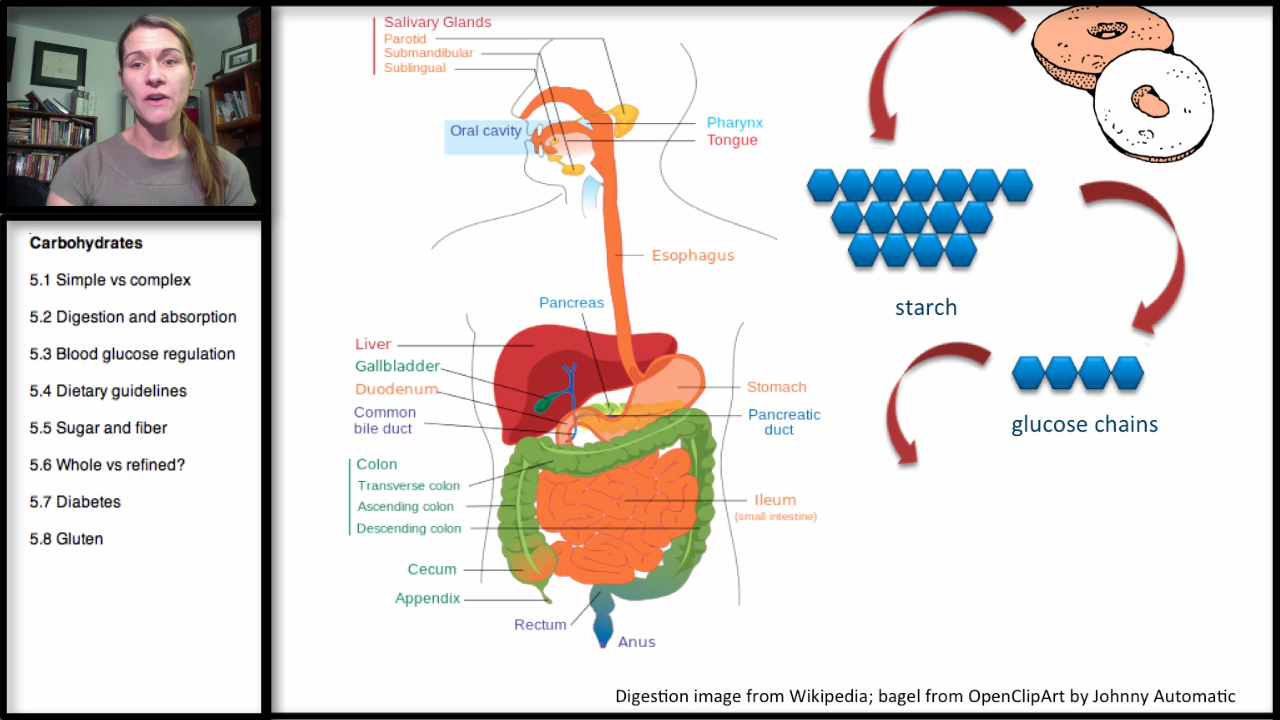 Carbohydrates
5.1 Simple vs complex
5.2 Digestion and absorption
5.3 Blood glucose regulation
5.4 Dietary guidelines
5.5 Sugar and fiber
5.6 Whole vs refined?
5.7 Diabetes
5.8 Gluten
Salivary Glands
Parotid
Submandibular
Sublingual
Oral cavity
Pharynx
Tongue
Esophagus
Pancreas
Liver
Gallbladder
Duodenum
Common
bile duct
Stomach
Pancreatic
duct
Colon
Transverse colon
Ascending colon
Descending colon
Ileum
(small intestine)
Cecum
Appendix
Rectum
Anus
starch
glucose chains
Digestion image from Wikipedia; bagel from OpenClipArt by Johnny Automatic